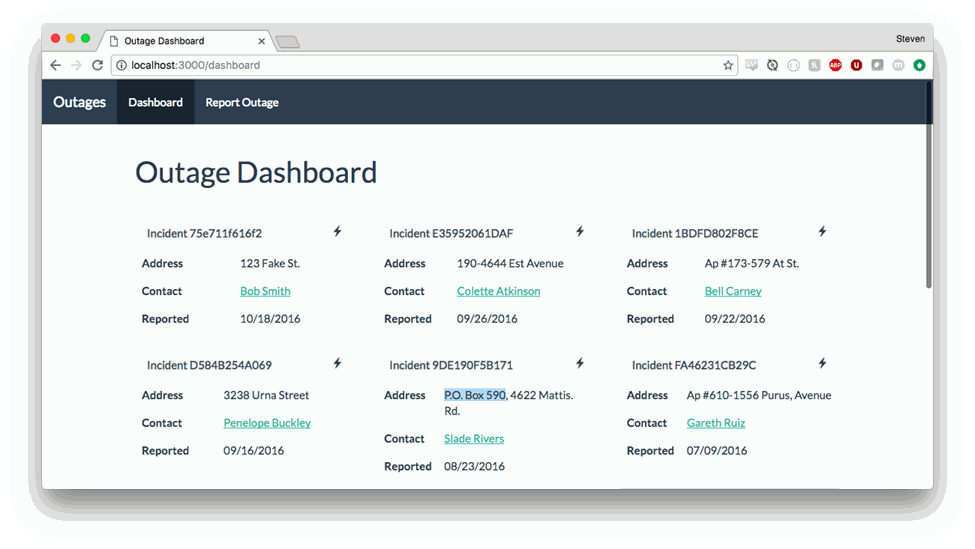 Outage Dashboard
Steven
localhost:3000/dashboard
Outages Dashboard Report Outage
Outage Dashboard
Incident 75e711f616f2
Address 123 Fake St.
Contact Bob Smith
Reported 10/18/2016
Incident E35952061DAF
Address 190-4644 Est Avenue
Contact Colette Atkinson
Reported 09/26/2016
Incident 1BDFD802F8CE
Address Ap #173-579 At St.
Contact Bell Carney
Reported 09/22/2016
Incident D584B254A069
Address 3238 Urna Street
Contact Penelope Buckley
Reported 09/16/2016
Incident 9DE190F5B171
Address P.O. Box 590, 4622 Mattis.
Rd.
Contact Slade Rivers
Reported 08/23/2016
Incident FA46231CB29C
Address Ap #610-1556 Purus, Avenue
Contact Gareth Ruiz
Reported 07/09/2016